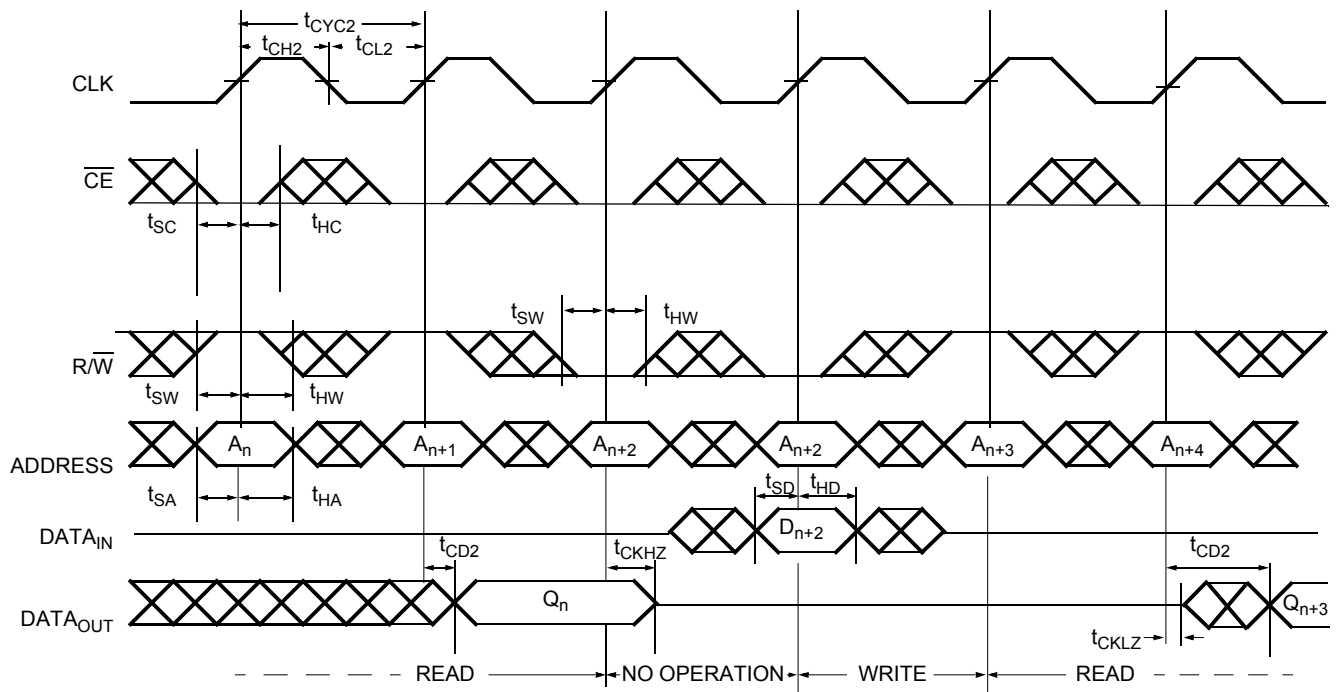 tCYC2
tCH2 tCL2
CLK
CE
tSC tHC
tSW tHW
R/W
tSW tHW
An An+1 An+2 An+2 An+3 An+4
ADDRESS
tSA tHA tSD tHD
Dn+2
DATAIN
tCD2 tCKHZ tCD2
Qn Qn+3
DATAOUT
tCKLZ
READ NO OPERATION WRITE READ